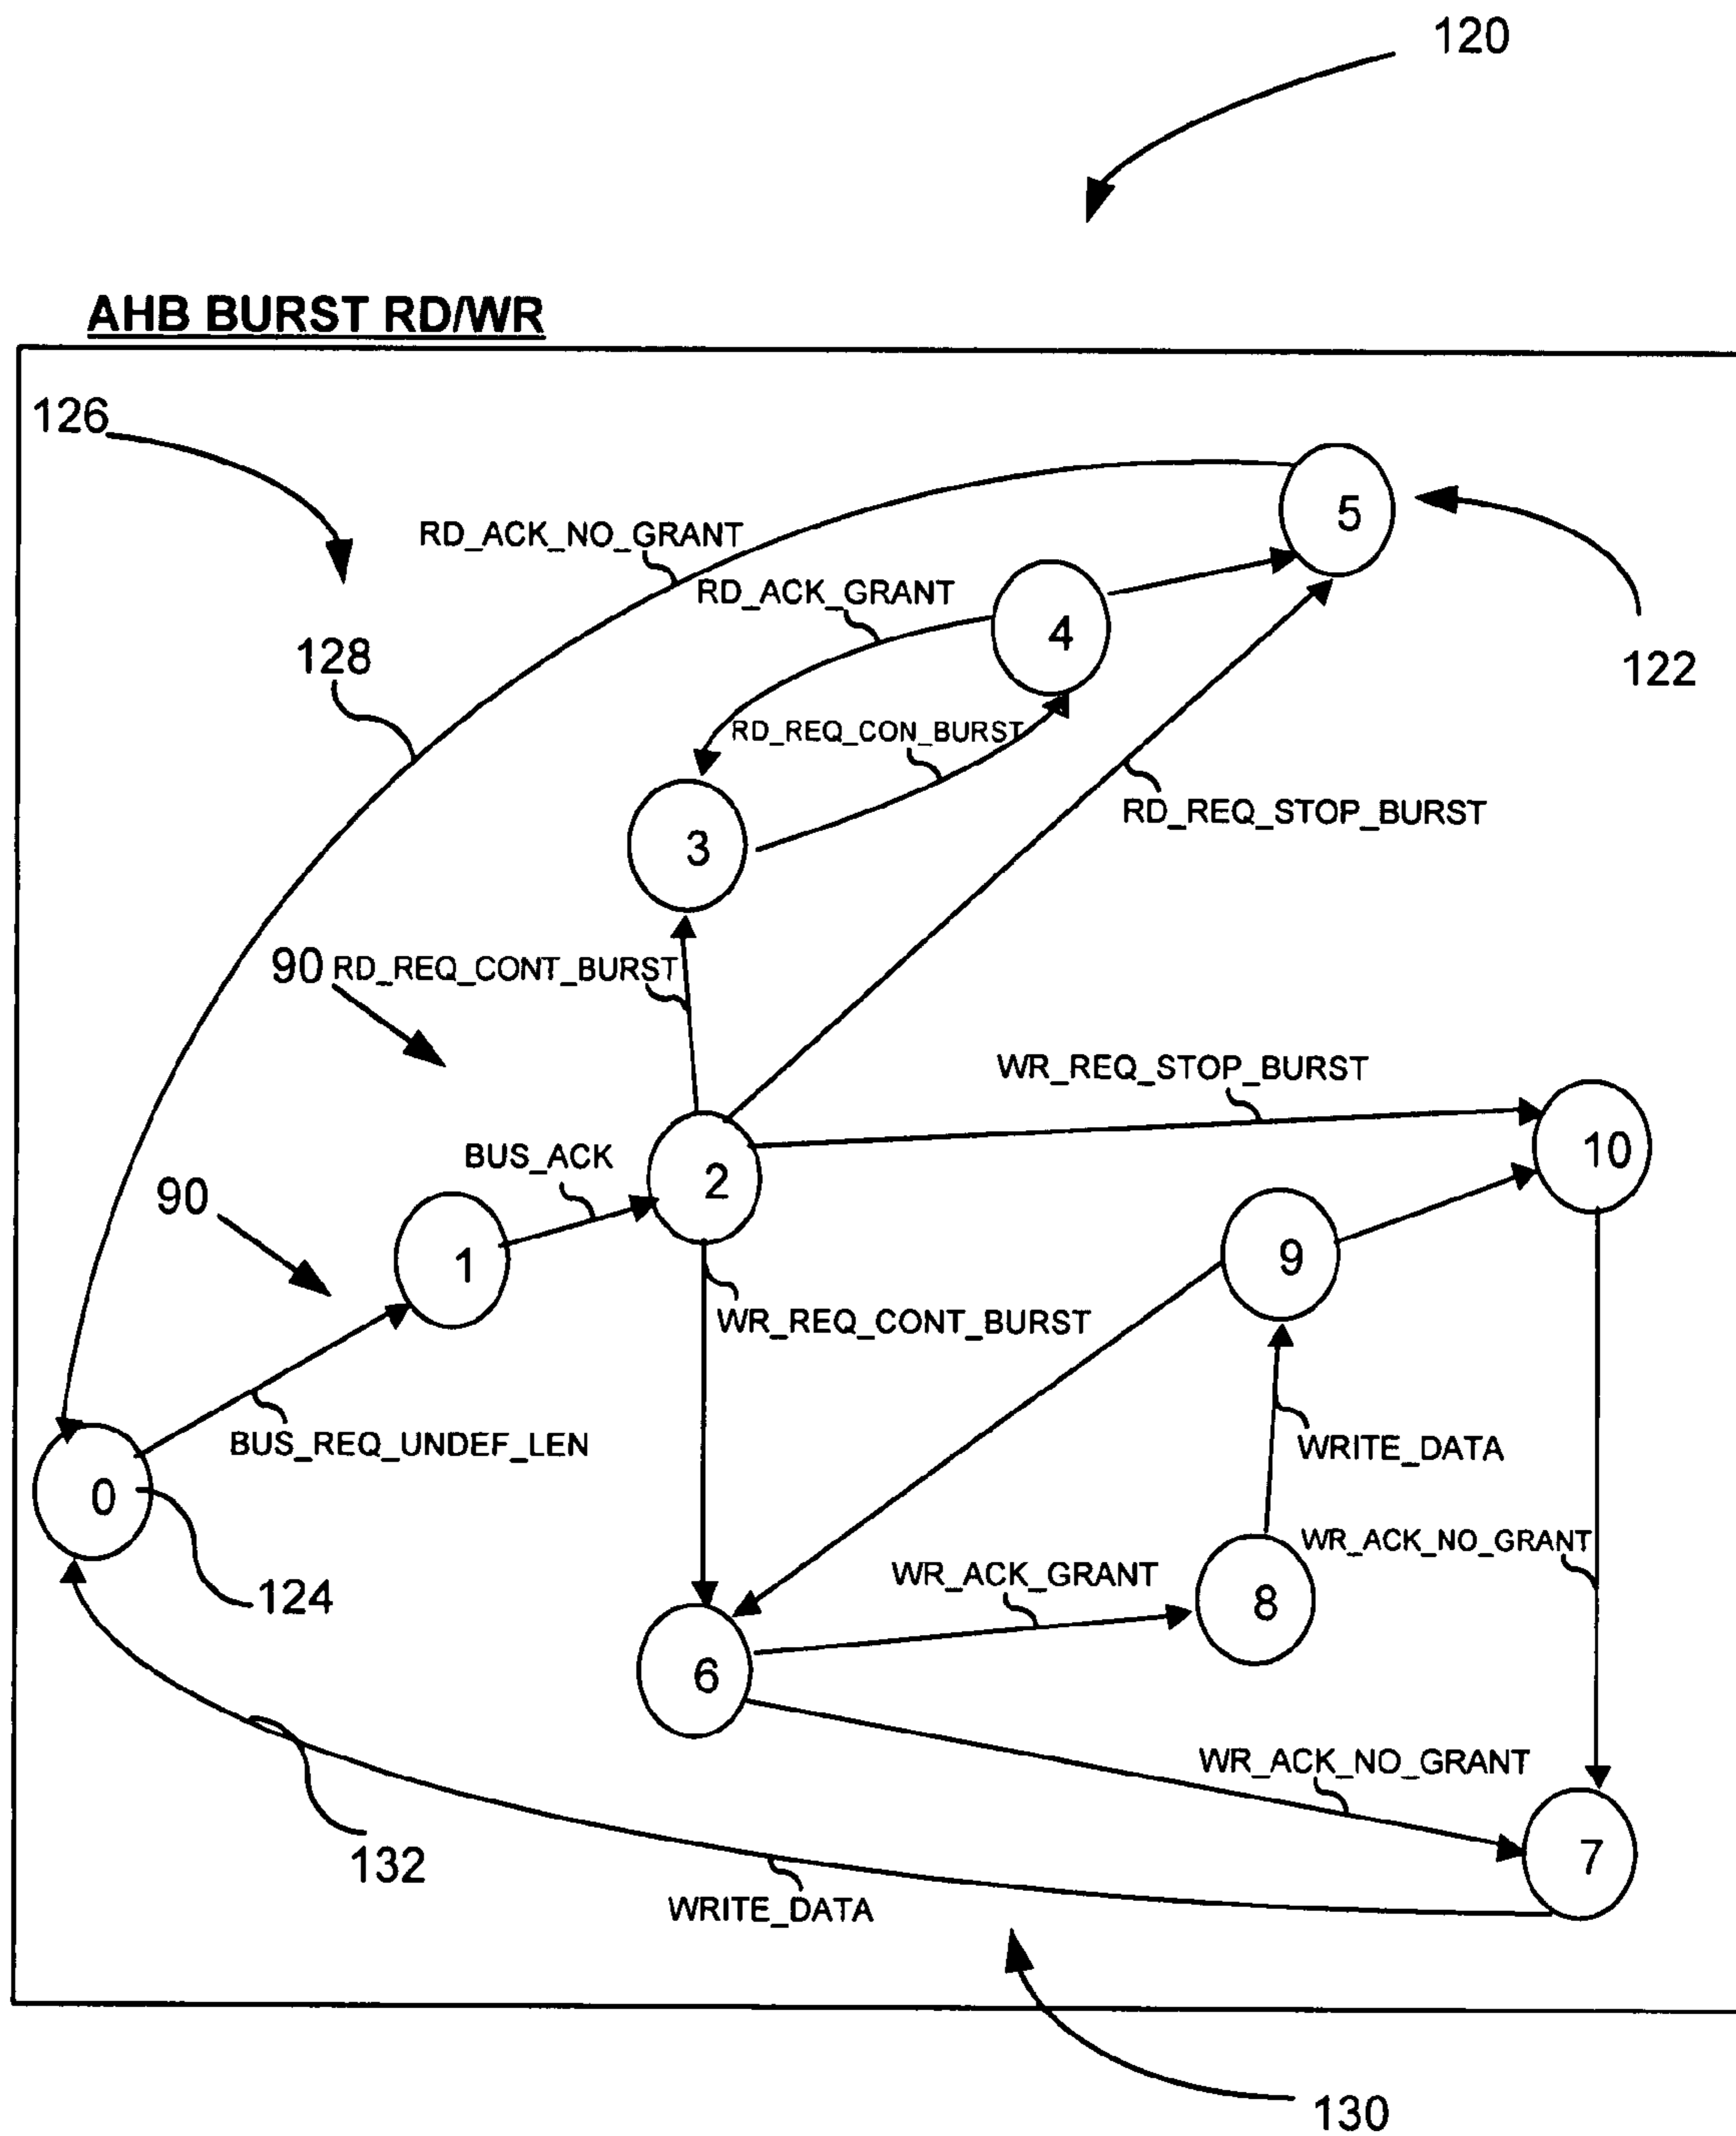 120
AHB BURST RD/WR
126
5
RD_ACK_NO_GRANT
RD_ACK_GRANT
4
128
122
RD_REQ_CON_BURST
RD_REQ_STOP_BURST
3
90
RD_REQ_CONT_BURST
WR_REQ_STOP_BURST
BUS_ACK
10
2
90
9
1
WR_REQ_CONT_BURST
BUS_REQ_UNDEF_LEN
WRITE_DATA
0
WR_ACK_NO_GRANT
WR_ACK_GRANT
124
8
6
WR_ACK_NO_GRANT
132
7
WRITE_DATA
130